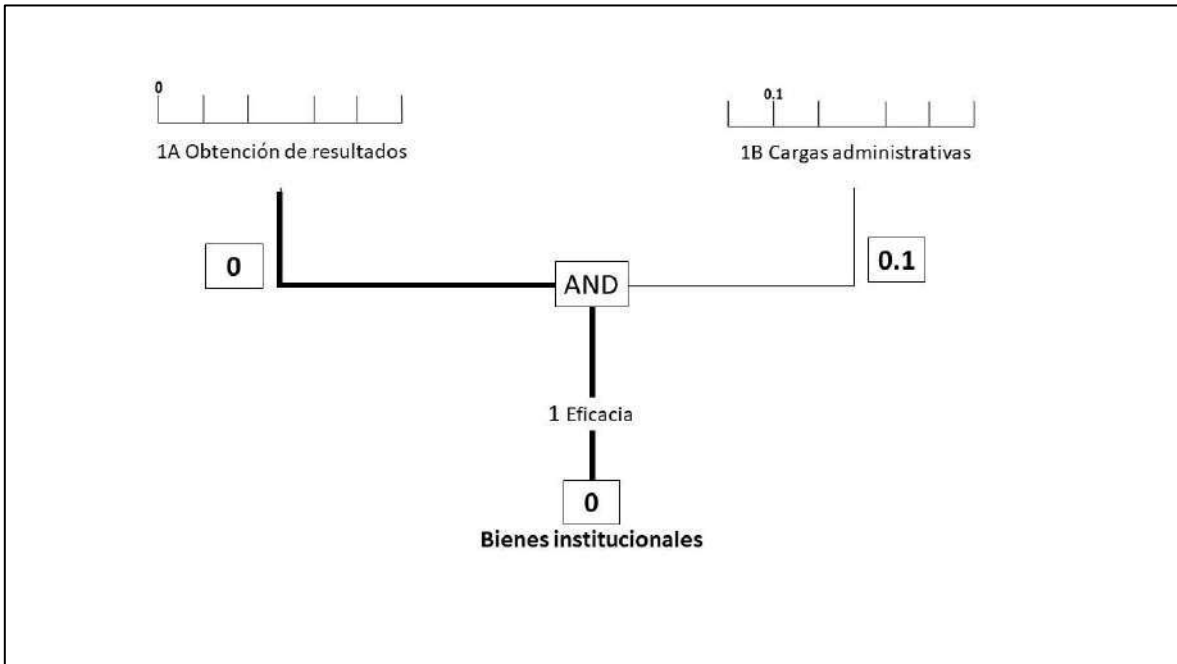 0
0.1
1A Obtención de resultados
1B Cargas administrativas
0
AND
0.1
1 Eficacia
0
Bienes institucionales